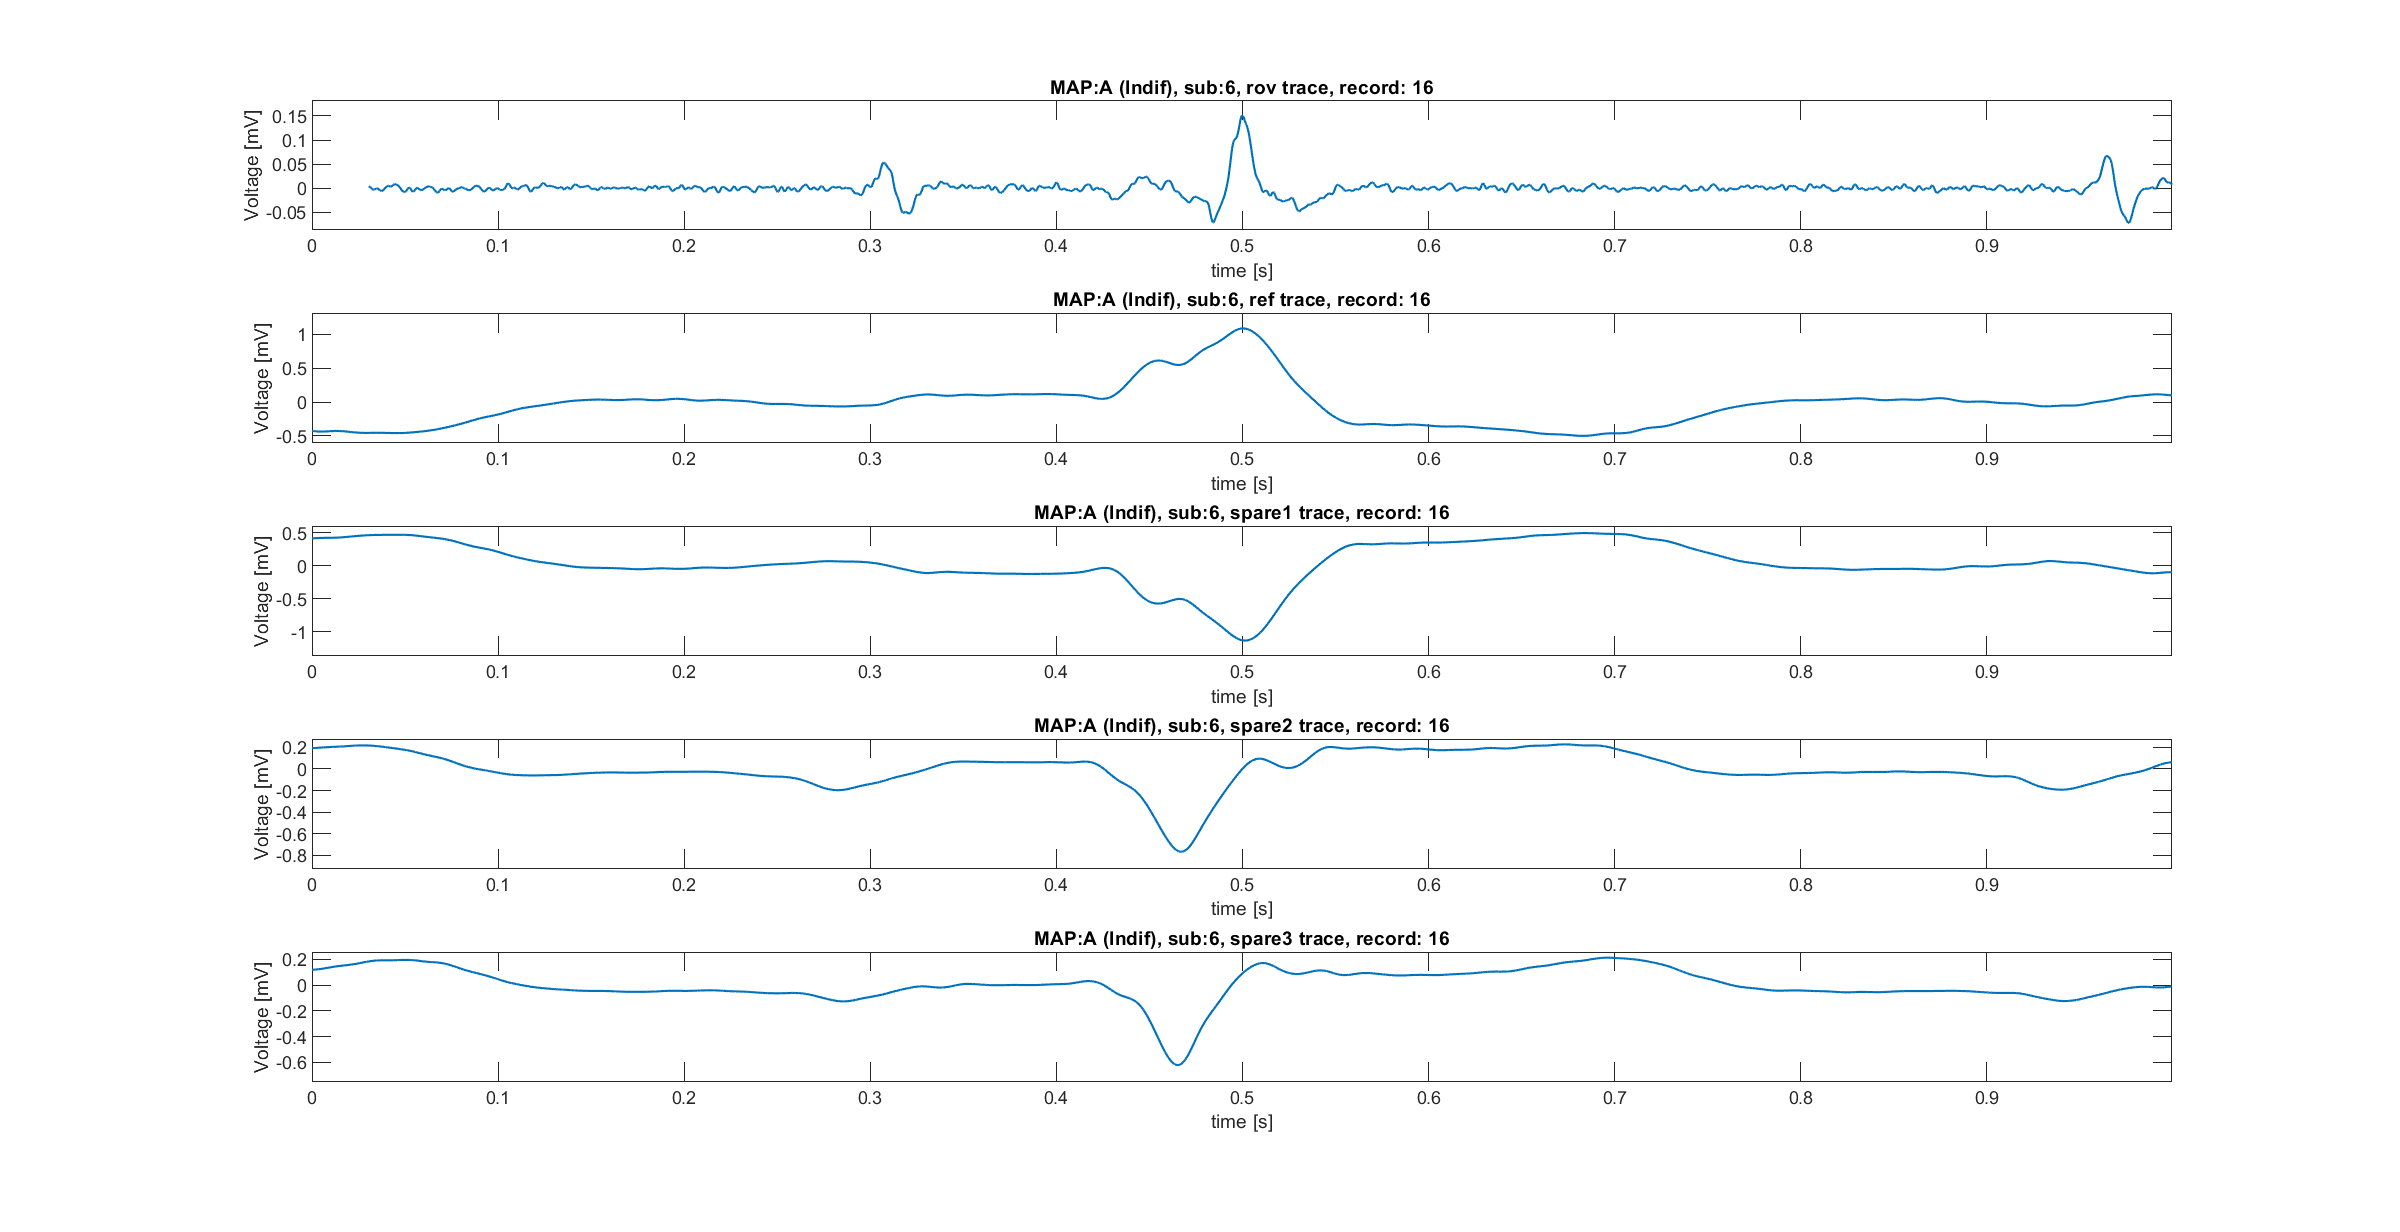 MAP:A (Indif), sub:6, rov trace, record: 16
Voltage [mV]
0.15
0.1
0.05
0
-0.05
0 0.1 0.2 0.3 0.4 0.5 0.6 0.7 0.8 0.9
time [s]
MAP:A (Indif), sub:6, ref trace, record: 16
Voltage [mV]
1
0.5
0
-0.5
0 0.1 0.2 0.3 0.4 0.5 0.6 0.7 0.8 0.9
time [s]
MAP:A (Indif), sub:6, spare1 trace, record: 16
Voltage [mV]
0.5
0
-0.5
-1
0 0.1 0.2 0.3 0.4 0.5 0.6 0.7 0.8 0.9
time [s]
MAP:A (Indif), sub:6, spare2 trace, record: 16
Voltage [mV]
0.2
0
-0.2
-0.4
-0.6
-0.8
0 0.1 0.2 0.3 0.4 0.5 0.6 0.7 0.8 0.9
time [s]
MAP:A (Indif), sub:6, spare3 trace, record: 16
Voltage [mV]
0.2
0
-0.2
-0.4
-0.6
0 0.1 0.2 0.3 0.4 0.5 0.6 0.7 0.8 0.9
time [s]